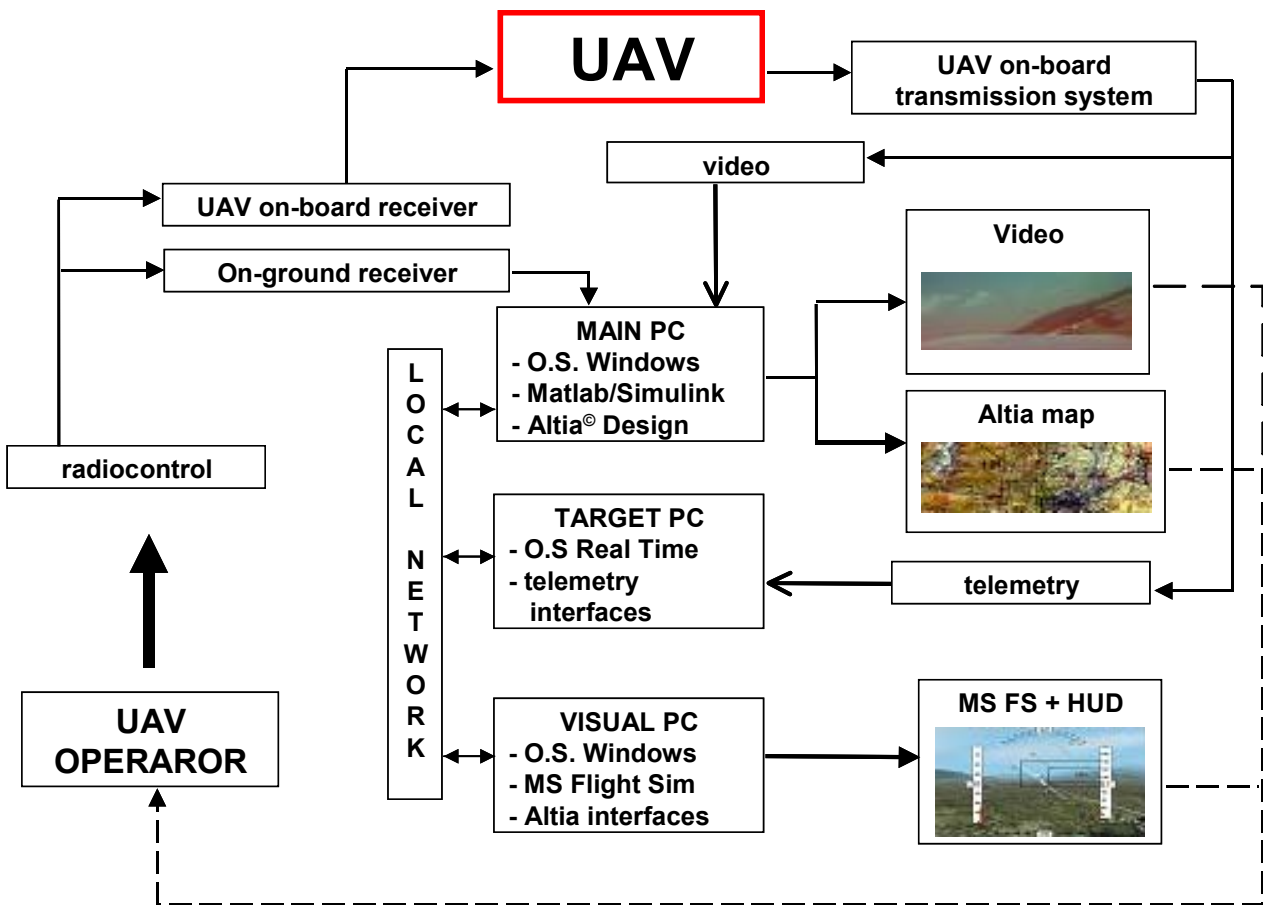 UAV
UAV on-board
transmission system
video
UAV on-board receiver
On-ground receiver
Video
MAIN PC
- O.S. Windows
- Matlab/Simulink
- Altia© Design
LOCAL NETWORK
Altia map
radiocontrol
TARGET PC
- O.S Real Time
- telemetry
interfaces
telemetry
UAV
OPERAROR
VISUAL PC
- O.S. Windows
- MS Flight Sim
- Altia interfaces
MS FS + HUD